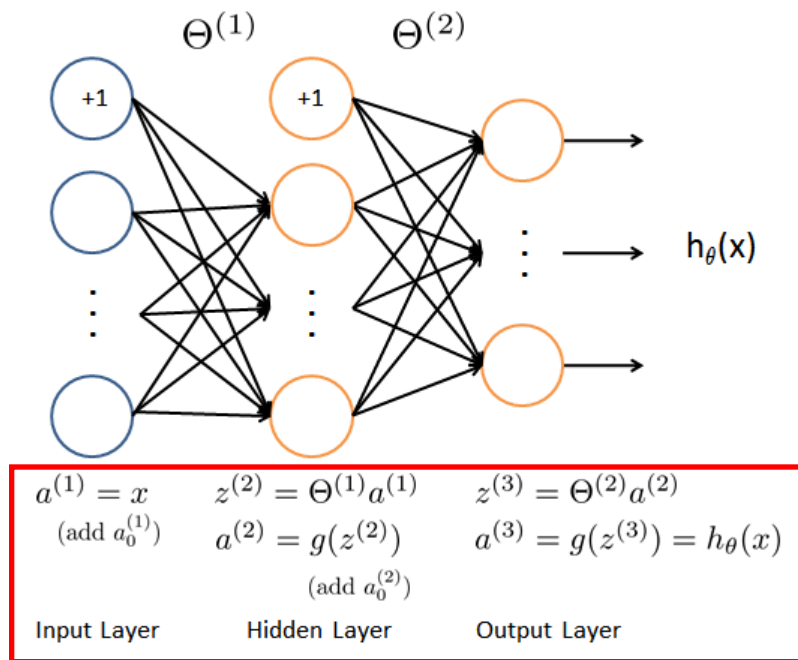 Θ^(1) Θ^(2)
+1 +1
h_θ(x)
a^(1) = x z^(2) = Θ^(1)a^(1) z^(3) = Θ^(2)a^(2)
(add a_0^(1)) a^(2) = g(z^(2)) a^(3) = g(z^(3)) = h_θ(x)
(add a_0^(2))
Input Layer Hidden Layer Output Layer